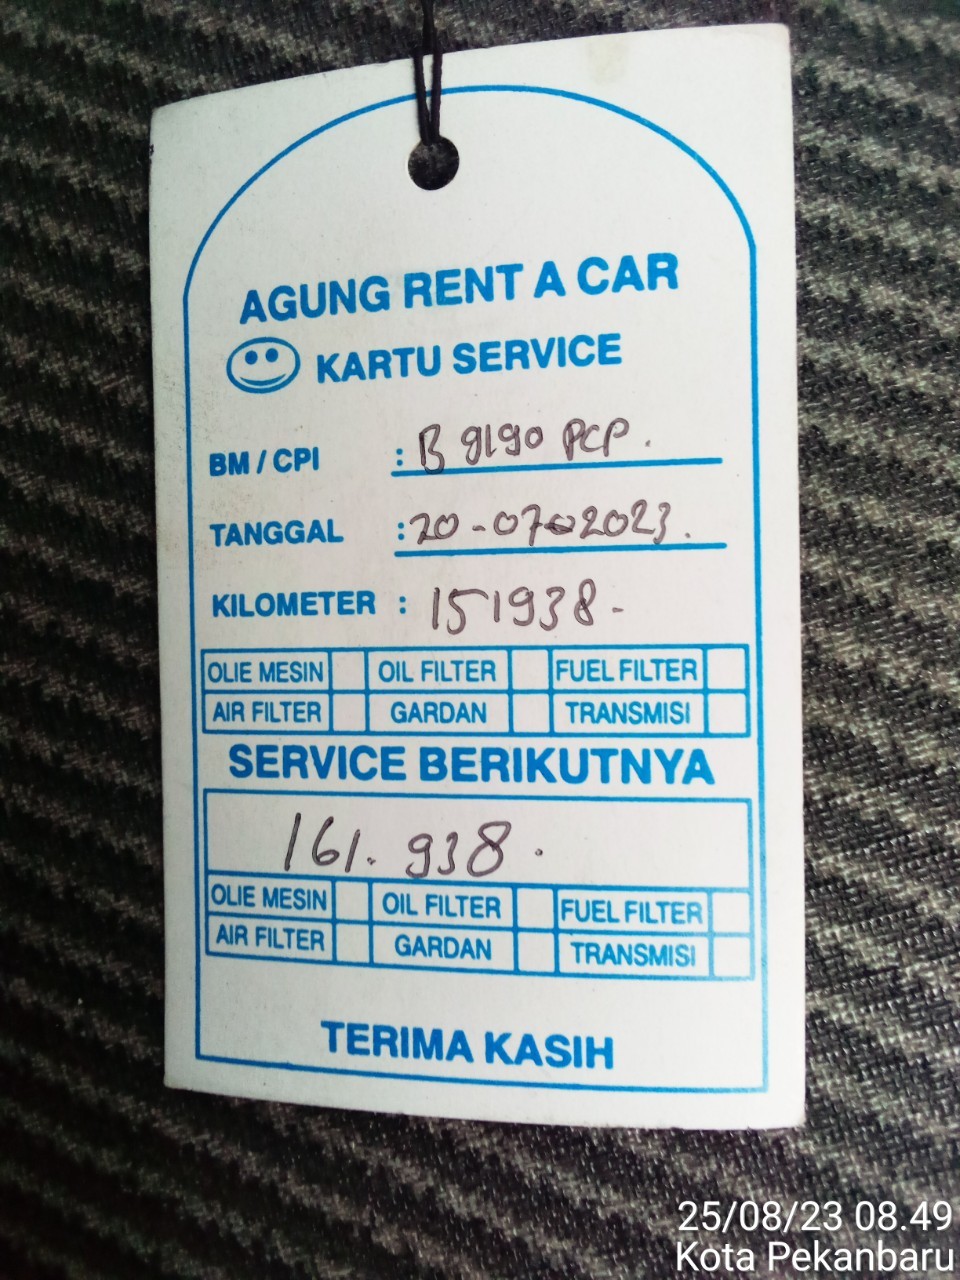 AGUNG RENT A CAR
KARTU SERVICE
BM / CPI : B 9190 PCP.
TANGGAL : 20-07-2023.
KILOMETER : 151938-
OLIE MESIN OIL FILTER FUEL FILTER
AIR FILTER GARDAN TRANSMISI
SERVICE BERIKUTNYA
161. 938.
OLIE MESIN OIL FILTER FUEL FILTER
AIR FILTER GARDAN TRANSMISI
TERIMA KASIH
25/08/23 08.49
Kota Pekanbaru